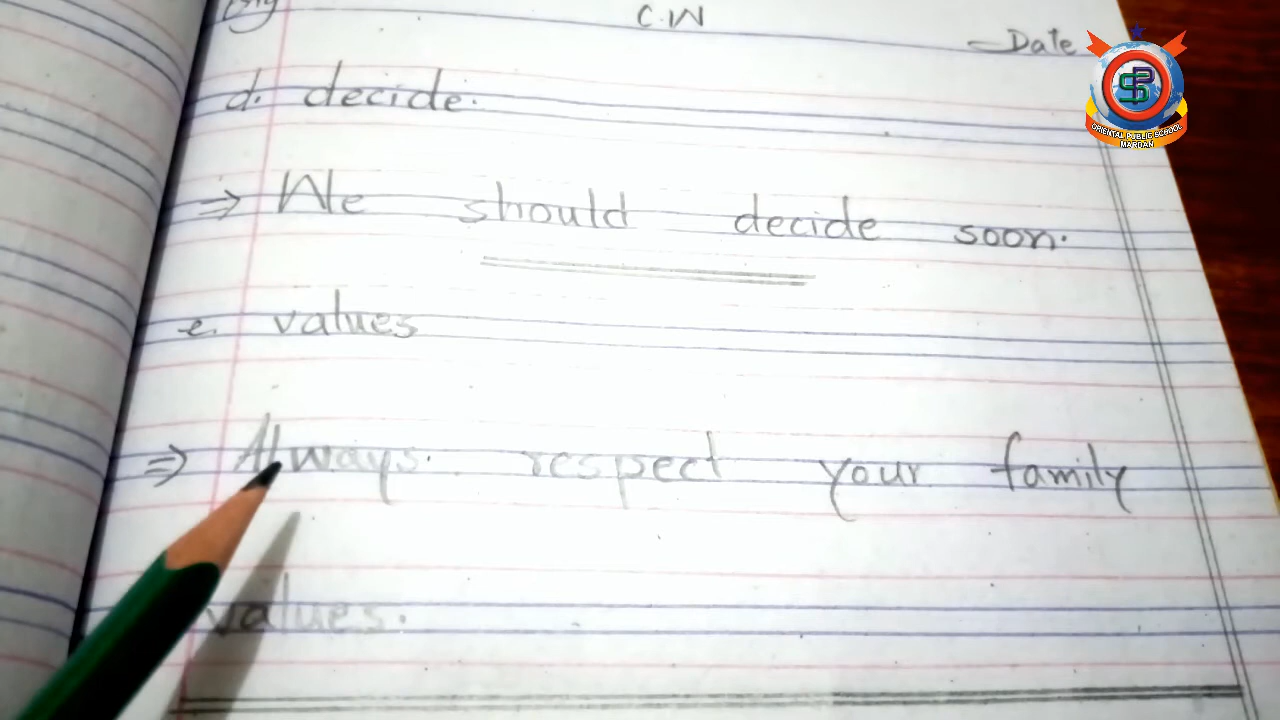 C.W
Date
d. decide.
⇒ We should decide soon.
e. values
⇒ Always. respect your family
values.
ORIENTAL PUBLIC SCHOOL
MARDAN